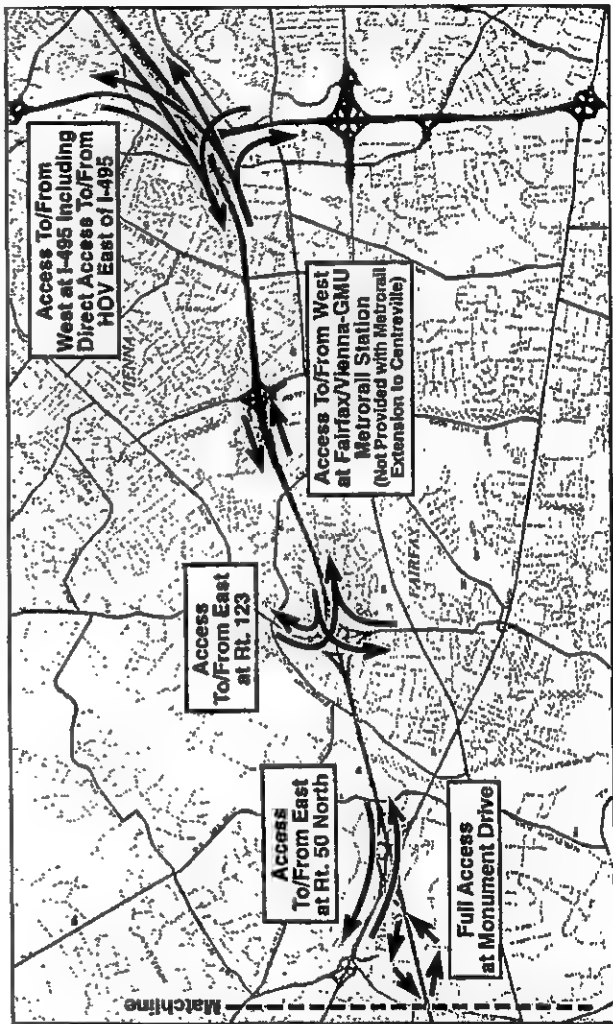 Access To/From
West at I-495 Including
Direct Access To/From
HOV East of I-495
VIENNA
Access To/From West
at Fairfax/Vienna-GMU
Metrorail Station
(Not Provided with Metrorail
Extension to Centreville)
FAIRFAX
Access
To/From East
at Rt. 123
Access
To/From East
at Rt. 50 North
Full Access
at Monument Drive
Matchline